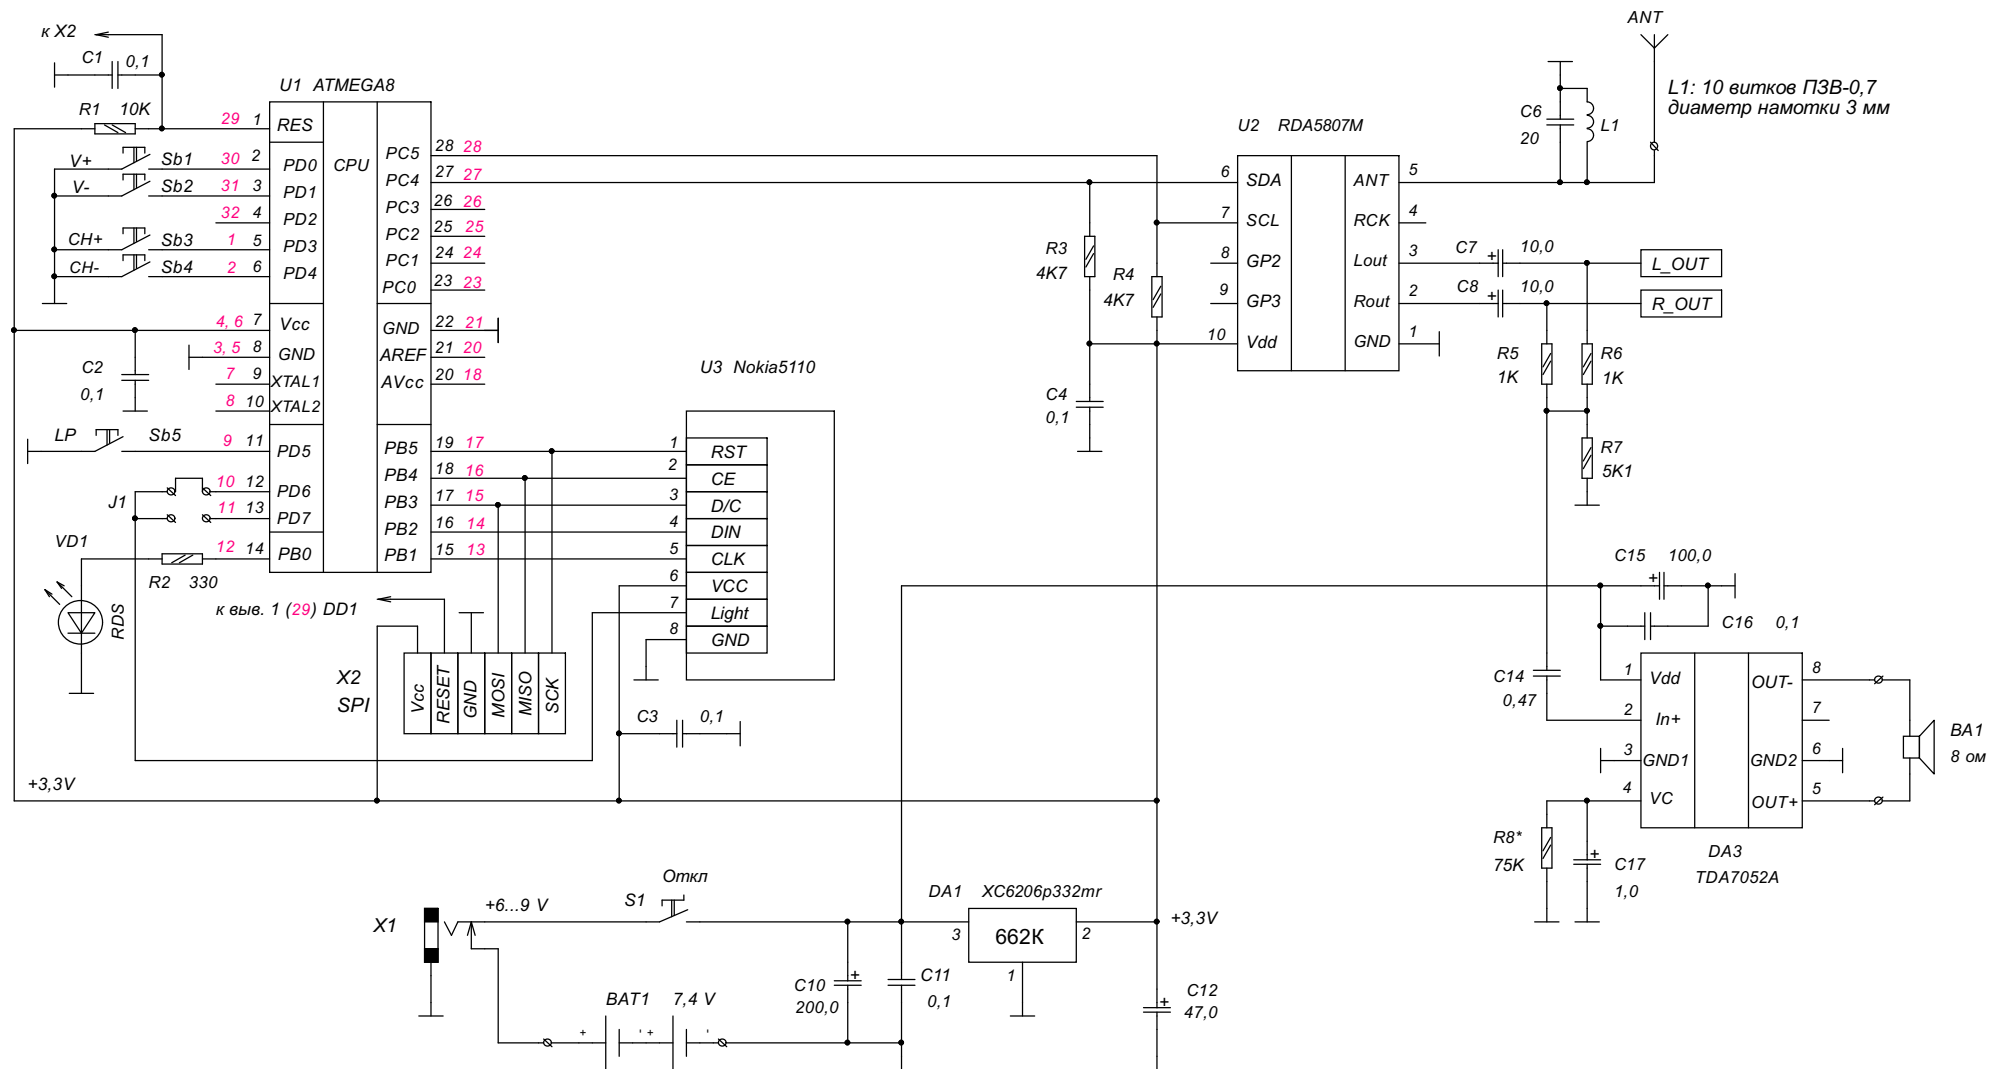 к X2
C1 0,1
R1 10K
U1 ATMEGA8
29 1 RES
V+ Sb1 30 2 PD0
V- Sb2 31 3 PD1
32 4 PD2
CH+ Sb3 1 5 PD3
CH- Sb4 2 6 PD4
4, 6 7 Vcc
3, 5 8 GND
7 9 XTAL1
8 10 XTAL2
C2
0,1
LP Sb5 9 11 PD5
10 12 PD6
J1
11 13 PD7
12 14 PB0
VD1
R2 330
RDS
CPU
PC5 28 28
PC4 27 27
PC3 26 26
PC2 25 25
PC1 24 24
PC0 23 23
GND 22 21
AREF 21 20
AVcc 20 18
PB5 19 17
PB4 18 16
PB3 17 15
PB2 16 14
PB1 15 13
U3 Nokia5110
1 RST
2 CE
3 D/C
4 DIN
5 CLK
6 VCC
7 Light
8 GND
к выв. 1 (29) DD1
X2
SPI
Vcc
RESET
GND
MOSI
MISO
SCK
C3 0,1
+3,3V
U2 RDA5807M
6 SDA
7 SCL
8 GP2
9 GP3
10 Vdd
ANT 5
RCK 4
Lout 3
Rout 2
GND 1
R3
4K7
R4
4K7
C4
0,1
ANT
L1: 10 витков ПЗВ-0,7
диаметр намотки 3 мм
C6
20
L1
C7 + 10,0
L_OUT
C8 + 10,0
R_OUT
R5
1K
R6
1K
R7
5K1
C15 100,0
+
C16 0,1
C14
0,47
1 Vdd
2 In+
3 GND1
4 VC
OUT- 8
7
GND2 6
OUT+ 5
BA1
8 ом
R8*
75K
+
C17
1,0
DA3
TDA7052A
X1
+6...9 V
S1
Откл
DA1 XC6206p332mr
3
662K
2
1
+3,3V
+
C10
200,0
C11
0,1
+
C12
47,0
BAT1 7,4 V
+ ' + '